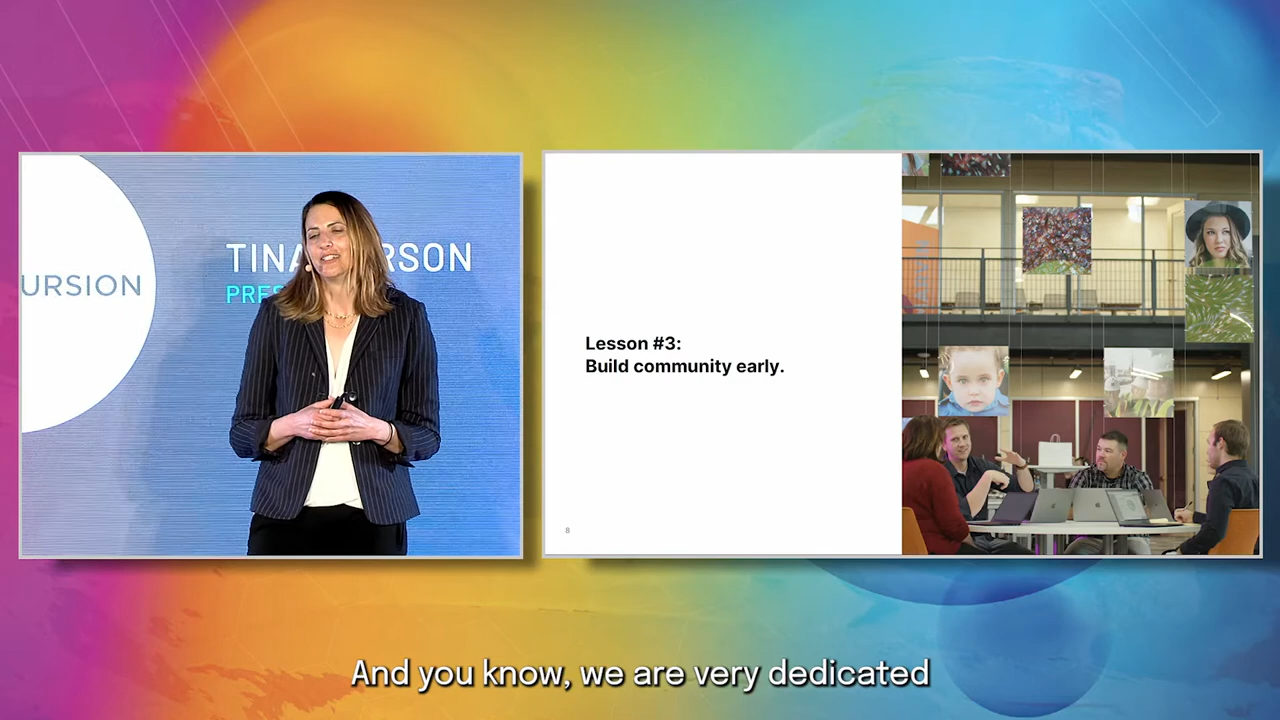 URSION
TINA RSON
PRES
Lesson #3:
Build community early.
8
And you know, we are very dedicated